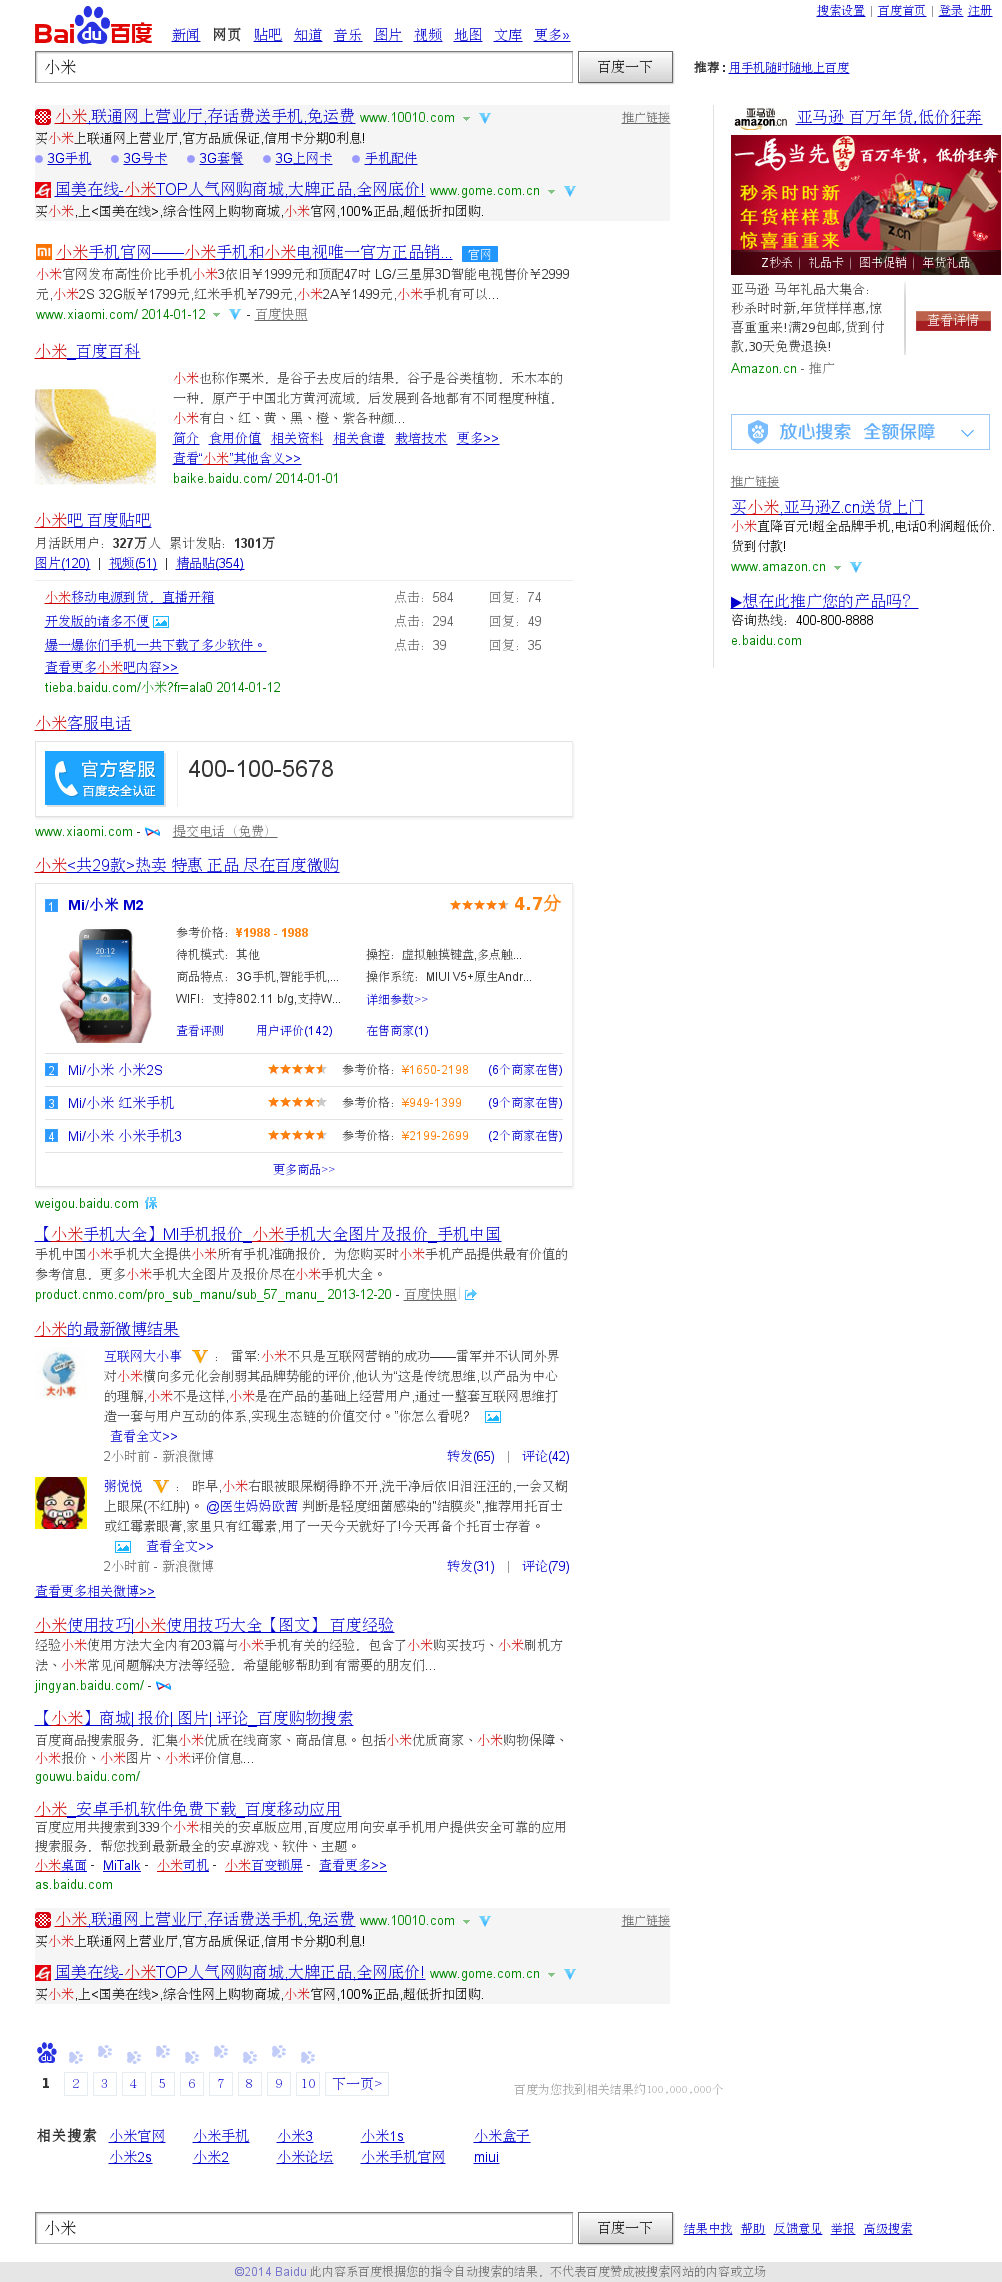 搜索设置 | 百度首页 | 登录 注册
Bai du 百度
新闻 网页 贴吧 知道 音乐 图片 视频 地图 文库 更多»
小米 百度一下 推荐:用手机随时随地上百度
小米,联通网上营业厅,存话费送手机,免运费 www.10010.com 推广链接
买小米上联通网上营业厅,官方品质保证,信用卡分期0利息!
3G手机 3G号卡 3G套餐 3G上网卡 手机配件
国美在线-小米TOP人气网购商城,大牌正品,全网底价! www.gome.com.cn
买小米,上<国美在线>,综合性网上购物商城,小米官网,100%正品,超低折扣团购.
小米手机官网——小米手机和小米电视唯一官方正品销... 官网
小米官网发布高性价比手机小米3依旧￥1999元和顶配47吋 LG/三星屏3D智能电视售价￥2999
元,小米2S 32G版￥1799元,红米手机￥799元,小米2A￥1499元,小米手机有可以...
www.xiaomi.com/ 2014-01-12 - 百度快照
小米_百度百科
小米也称作粟米，是谷子去皮后的结果，谷子是谷类植物，禾木本的
一种，原产于中国北方黄河流域，后发展到各地都有不同程度种植，
小米有白、红、黄、黑、橙、紫各种颜...
简介 食用价值 相关资料 相关食谱 栽培技术 更多>>
查看“小米”其他含义>>
baike.baidu.com/ 2014-01-01
小米吧 百度贴吧
月活跃用户：327万人 累计发贴：1301万
图片(120) | 视频(51) | 精品贴(354)
小米移动电源到货，直播开箱 点击：584 回复：74
开发版的诸多不便 点击：294 回复：49
爆一爆你们手机一共下载了多少软件。 点击：39 回复：35
查看更多小米吧内容>>
tieba.baidu.com/小米?fr=ala0 2014-01-12
小米客服电话
官方客服
百度安全认证
400-100-5678
www.xiaomi.com - 提交电话（免费）
小米<共29款>热卖 特惠 正品 尽在百度微购
1 Mi/小米 M2 4.7分
20:12
参考价格：¥1988 - 1988
待机模式：其他 操控：虚拟触摸键盘,多点触...
商品特点：3G手机,智能手机,... 操作系统：MIUI V5+原生Andr...
WIFI：支持802.11 b/g,支持W... 详细参数>>
查看评测 用户评价(142) 在售商家(1)
2 Mi/小米 小米2S 参考价格：¥1650-2198 (6个商家在售)
3 Mi/小米 红米手机 参考价格：¥949-1399 (9个商家在售)
4 Mi/小米 小米手机3 参考价格：¥2199-2699 (2个商家在售)
更多商品>>
weigou.baidu.com 保
【小米手机大全】MI手机报价_小米手机大全图片及报价_手机中国
手机中国小米手机大全提供小米所有手机准确报价，为您购买时小米手机产品提供最有价值的
参考信息，更多小米手机大全图片及报价尽在小米手机大全。
product.cnmo.com/pro_sub_manu/sub_57_manu_ 2013-12-20 - 百度快照
小米的最新微博结果
大小事
互联网大小事 ： 雷军:小米不只是互联网营销的成功——雷军并不认同外界
对小米横向多元化会削弱其品牌势能的评价,他认为“这是传统思维,以产品为中心
的理解,小米不是这样,小米是在产品的基础上经营用户,通过一整套互联网思维打
造一套与用户互动的体系,实现生态链的价值交付。”你怎么看呢?
查看全文>>
2小时前 - 新浪微博 转发(65) | 评论(42)
粥悦悦 ： 昨早,小米右眼被眼屎糊得睁不开,洗干净后依旧泪汪汪的,一会又糊
上眼屎(不红肿)。@医生妈妈欧茜 判断是轻度细菌感染的"结膜炎",推荐用托百士
或红霉素眼膏,家里只有红霉素,用了一天今天就好了!今天再备个托百士存着。
查看全文>>
2小时前 - 新浪微博 转发(31) | 评论(79)
查看更多相关微博>>
小米使用技巧|小米使用技巧大全【图文】_百度经验
经验小米使用方法大全内有203篇与小米手机有关的经验，包含了小米购买技巧、小米刷机方
法、小米常见问题解决方法等经验，希望能够帮助到有需要的朋友们...
jingyan.baidu.com/ -
【小米】商城| 报价| 图片| 评论_百度购物搜索
百度商品搜索服务，汇集小米优质在线商家、商品信息。包括小米优质商家、小米购物保障、
小米报价、小米图片、小米评价信息...
gouwu.baidu.com/
小米_安卓手机软件免费下载_百度移动应用
百度应用共搜索到339个小米相关的安卓版应用,百度应用向安卓手机用户提供安全可靠的应用
搜索服务，帮您找到最新最全的安卓游戏、软件、主题。
小米桌面 - MiTalk - 小米司机 - 小米百变锁屏 - 查看更多>>
as.baidu.com
小米,联通网上营业厅,存话费送手机,免运费 www.10010.com 推广链接
买小米上联通网上营业厅,官方品质保证,信用卡分期0利息!
国美在线-小米TOP人气网购商城,大牌正品,全网底价! www.gome.com.cn
买小米,上<国美在线>,综合性网上购物商城,小米官网,100%正品,超低折扣团购.
亚马逊 amazon.cn 亚马逊 百万年货,低价狂奔
一马当先 年货节 百万年货，低价狂奔
秒杀时时新
年货样样惠
惊喜重重来
Z秒杀 | 礼品卡 | 图书促销 | 年货礼品
亚马逊 马年礼品大集合:
秒杀时时新,年货样样惠,惊
喜重重来!满29包邮,货到付
款,30天免费退换!
查看详情
Amazon.cn - 推广
放心搜索 全额保障
推广链接
买小米,亚马逊Z.cn送货上门
小米直降百元!超全品牌手机,电话0利润超低价.
货到付款!
www.amazon.cn
▶想在此推广您的产品吗？
咨询热线：400-800-8888
e.baidu.com
du
1 2 3 4 5 6 7 8 9 10 下一页> 百度为您找到相关结果约100,000,000个
相关搜索 小米官网 小米手机 小米3 小米1s 小米盒子
小米2s 小米2 小米论坛 小米手机官网 miui
小米 百度一下 结果中找 帮助 反馈意见 举报 高级搜索
©2014 Baidu 此内容系百度根据您的指令自动搜索的结果，不代表百度赞成被搜索网站的内容或立场